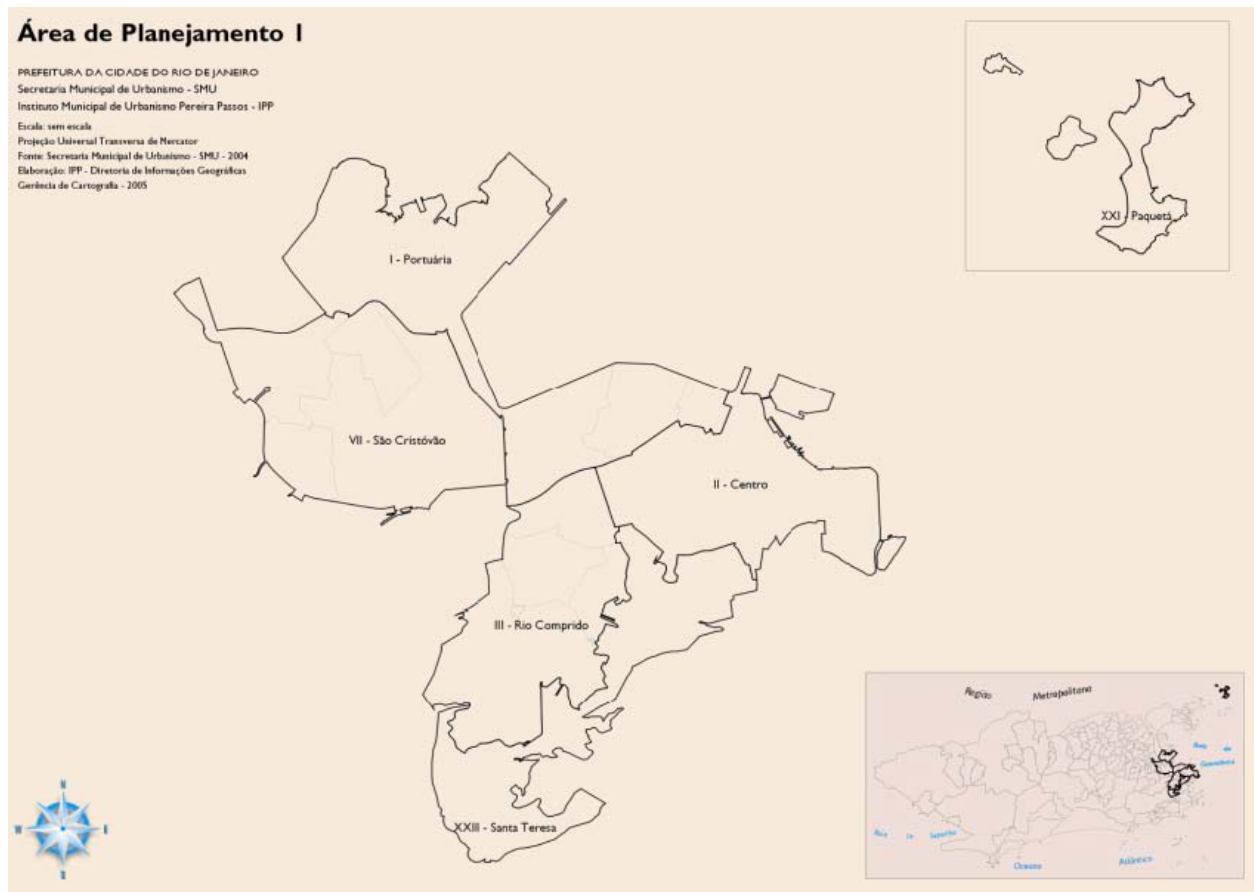 Área de Planejamento I
PREFEITURA DA CIDADE DO RIO DE JANEIRO
Secretaria Municipal de Urbanismo - SMU
Instituto Municipal de Urbanismo Pereira Passos - IPP
Escala: sem escala
Projeção Universal Transversa de Mercator
Fonte: Secretaria Municipal de Urbanismo - SMU - 2004
Elaboração: IPP - Diretoria de Informações Geográficas
Gerência de Cartografia - 2005
XXI - Paquetá
I - Portuária
VII - São Cristóvão
II - Centro
III - Rio Comprido
XXIII - Santa Teresa
Região Metropolitana
Oceano Atlântico
N
W E
S